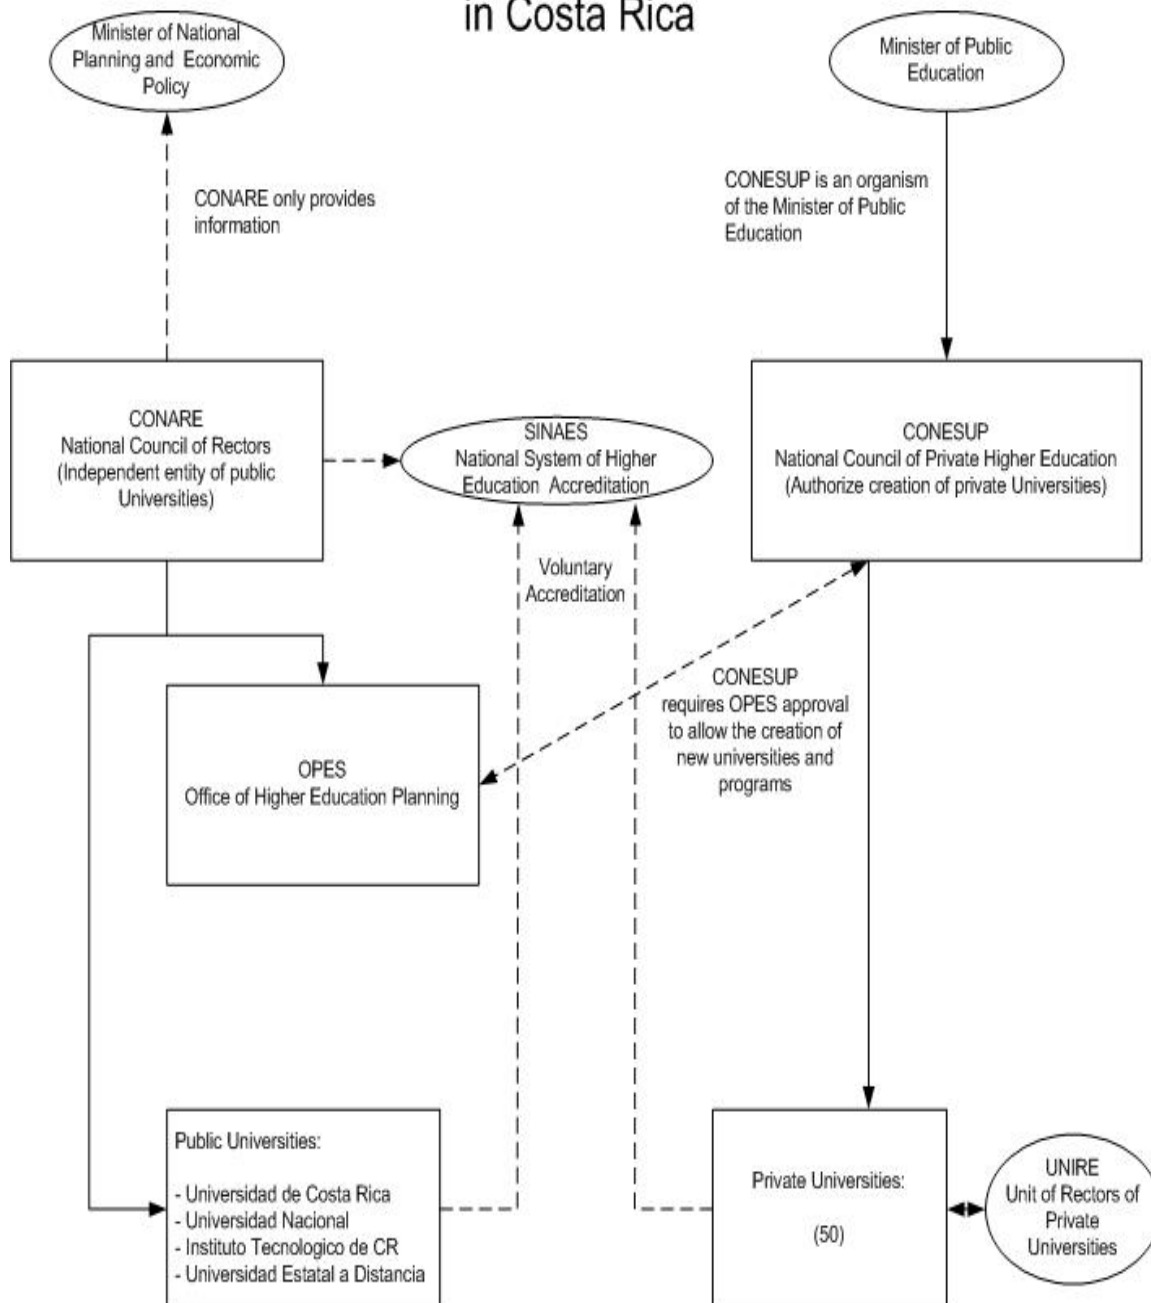 in Costa Rica
Minister of National
Planning and Economic
Policy
Minister of Public
Education
CONARE only provides
information
CONESUP is an organism
of the Minister of Public
Education
CONARE
National Council of Rectors
(Independent entity of public
Universities)
SINAES
National System of Higher
Education Accreditation
CONESUP
National Council of Private Higher Education
(Authorize creation of private Universities)
Voluntary
Accreditation
CONESUP
requires OPES approval
to allow the creation of
new universities and
programs
OPES
Office of Higher Education Planning
Public Universities:
- Universidad de Costa Rica
- Universidad Nacional
- Instituto Tecnologico de CR
- Universidad Estatal a Distancia
Private Universities:
(50)
UNIRE
Unit of Rectors of
Private
Universities